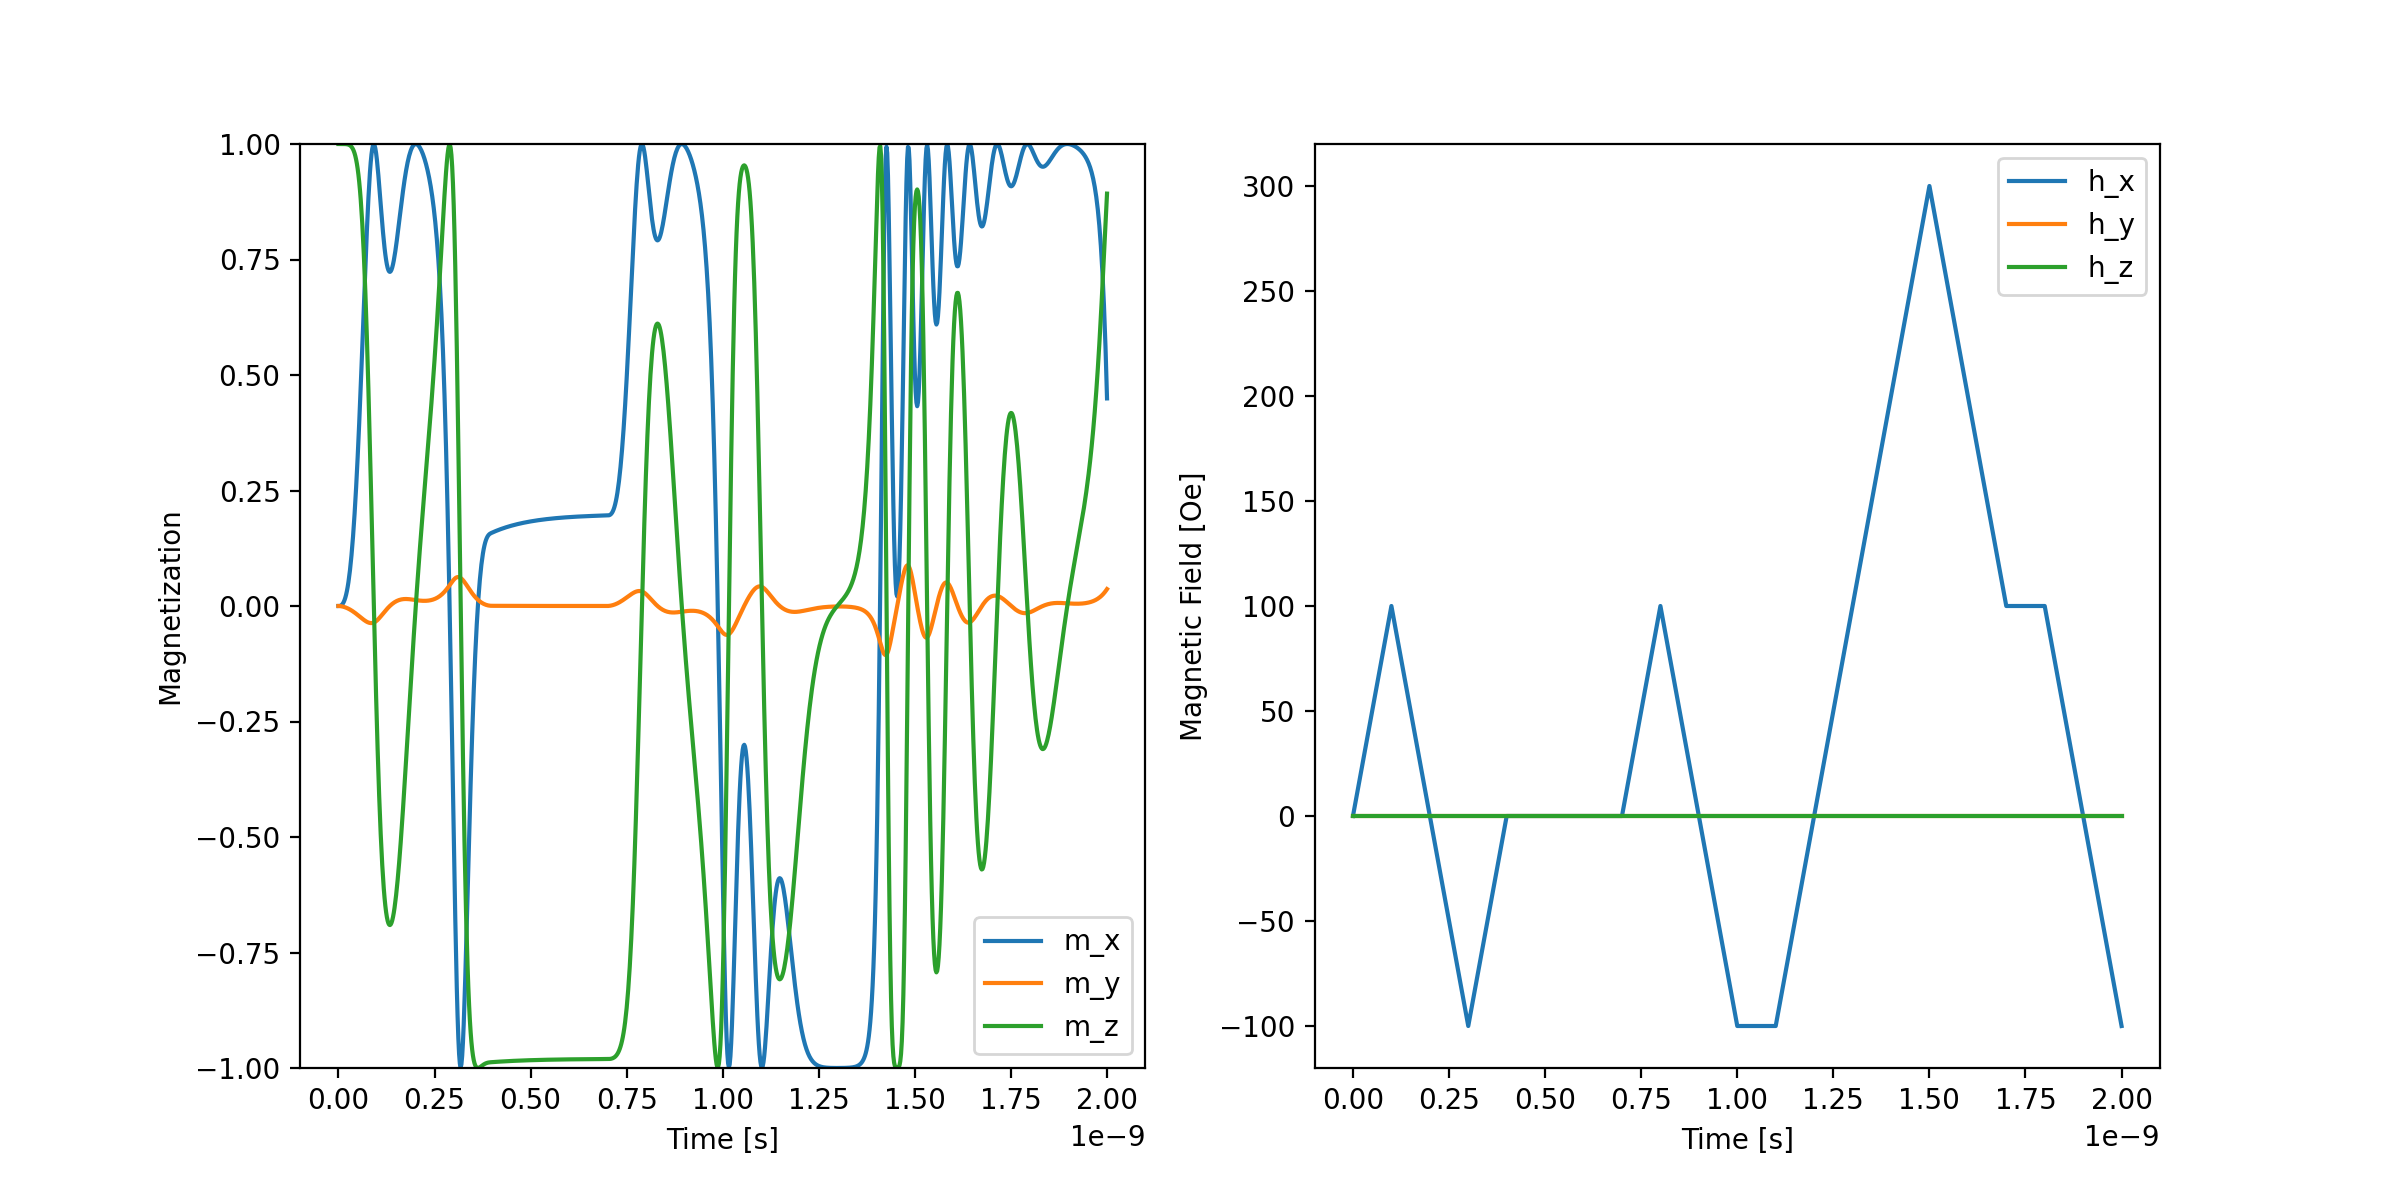 Magnetization
1.00
0.75
0.50
0.25
0.00
−0.25
−0.50
−0.75
−1.00
m_x
m_y
m_z
0.00 0.25 0.50 0.75 1.00 1.25 1.50 1.75 2.00
Time [s]
1e−9
Magnetic Field [Oe]
300
250
200
150
100
50
0
−50
−100
h_x
h_y
h_z
0.00 0.25 0.50 0.75 1.00 1.25 1.50 1.75 2.00
Time [s]
1e−9